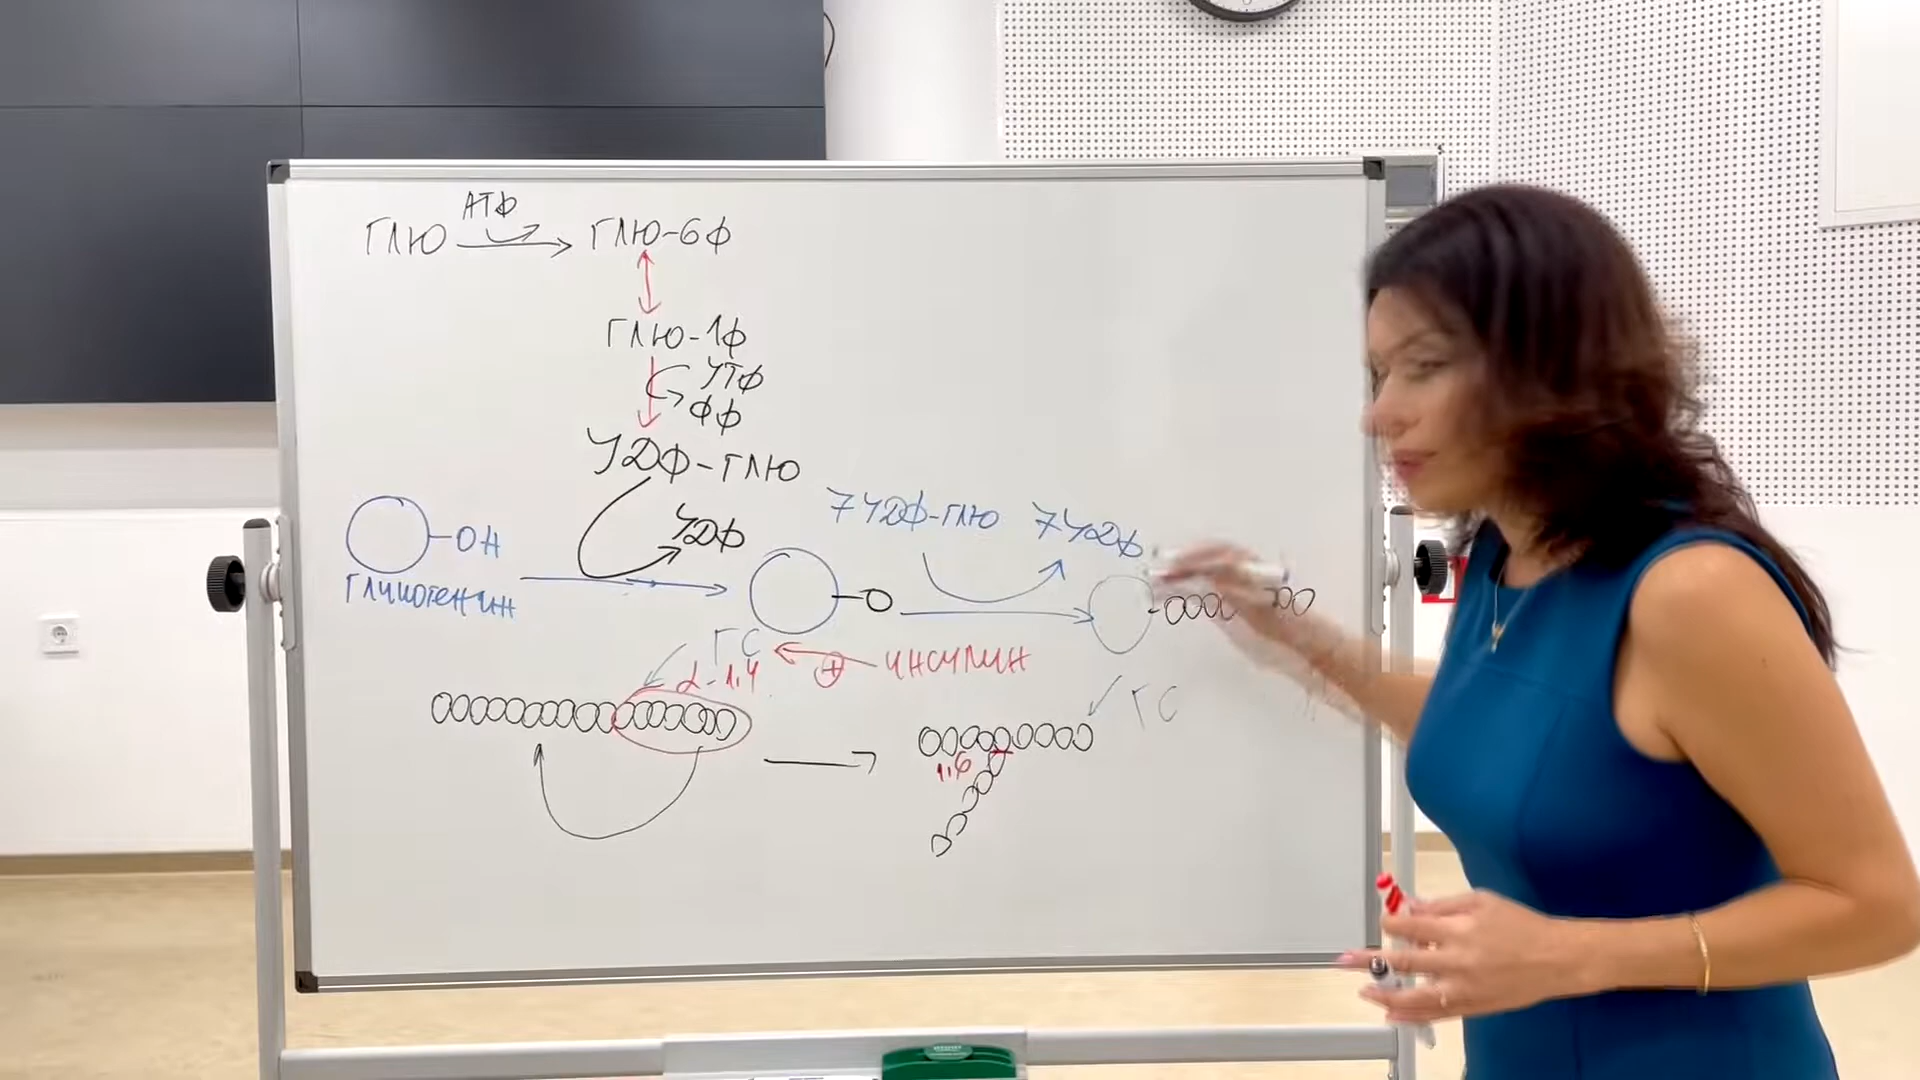 АТФ
ГЛЮ ГЛЮ-6Ф
ГЛЮ-1Ф
УТФ
ФФ
УДФ-ГЛЮ
7 УДФ-ГЛЮ 7 УДФ
УДФ
ОН
ГЛИКОГЕНИН
О
ГС
α-1,4 + ИНСУЛИН
ГС
1,6